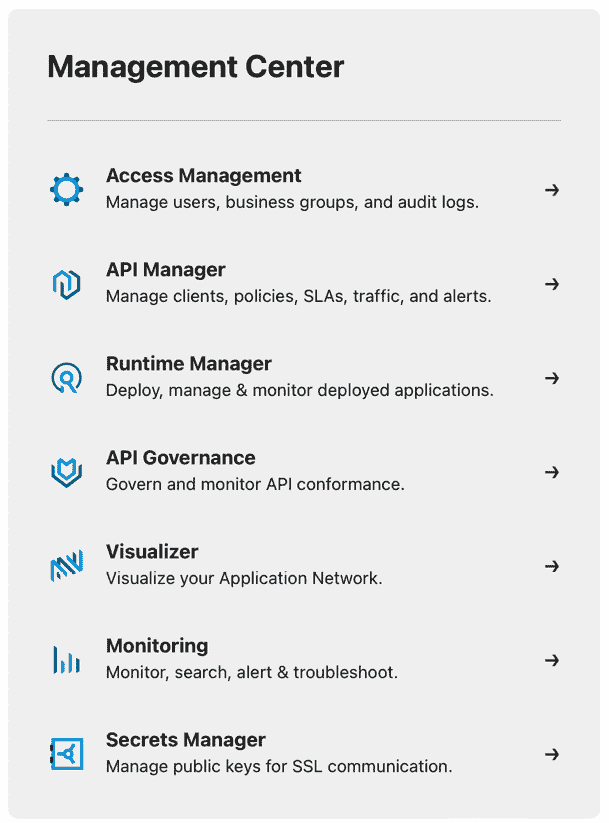 Management Center
Access Management
Manage users, business groups, and audit logs.
API Manager
Manage clients, policies, SLAs, traffic, and alerts.
Runtime Manager
Deploy, manage & monitor deployed applications.
API Governance
Govern and monitor API conformance.
Visualizer
Visualize your Application Network.
Monitoring
Monitor, search, alert & troubleshoot.
Secrets Manager
Manage public keys for SSL communication.